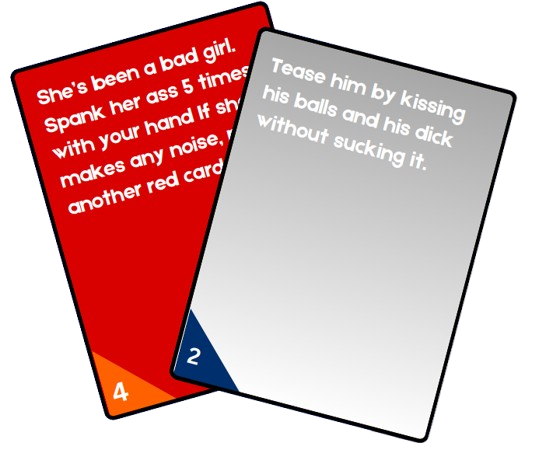 She's been a bad girl.
Spank her ass 5 times
with your hand If
makes any noise,
another red card
4
Tease him by kissing
his balls and his dick
without sucking it.
2